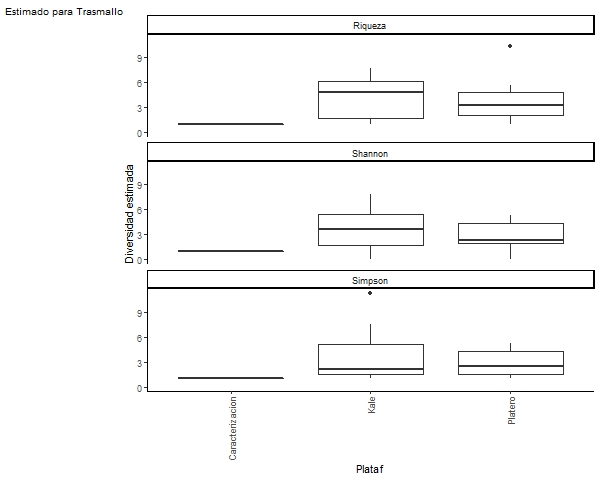 Estimado para Trasmallo
Riqueza
9
6
3
0
Shannon
9
6
3
0
Simpson
9
6
3
0
Diversidad estimada
Caracterizacion
Kale
Platero
Plataf